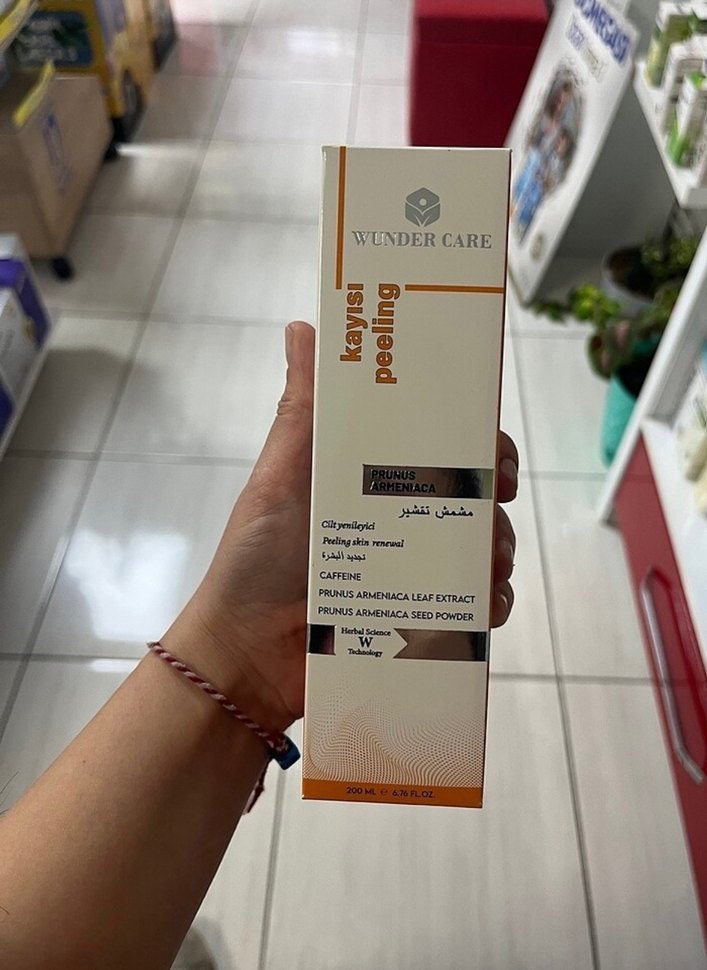 WUNDER CARE
kayısı
peeling
PRUNUS
ARMENIACA
مشمش تقشير
Cilt yenileyici
Peeling skin renewal
تجديد البشرة
CAFFEINE
PRUNUS ARMENIACA LEAF EXTRACT
PRUNUS ARMENIACA SEED POWDER
Herbal Science
W
Technology
200 ML ℮ 6.76 FL.OZ.